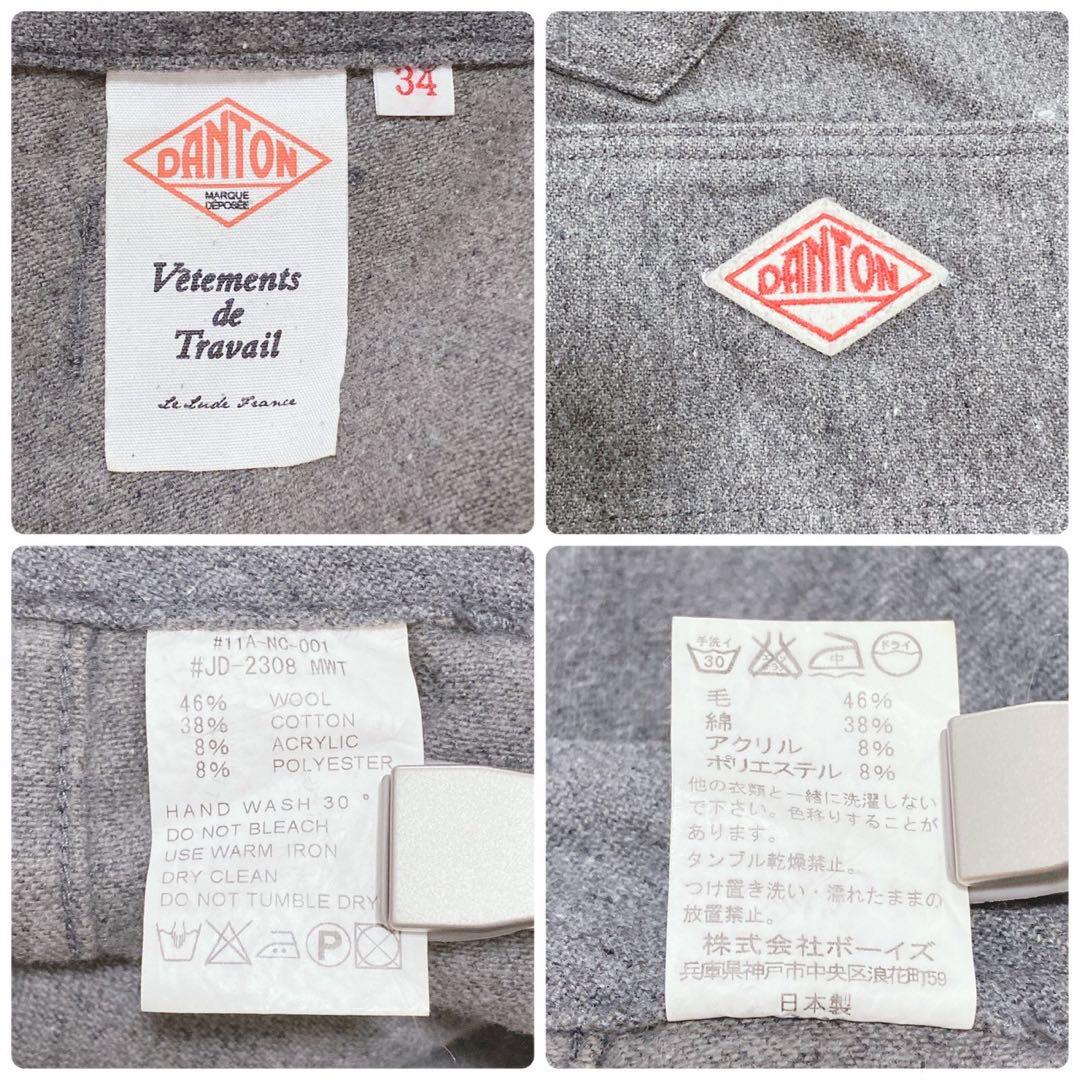 DANTON
MARQUE
DÉPOSÉE
Vêtements
de
Travail
Le Lude France
34
DANTON
#11A-NC-001
#JD-2308 MWT
46% WOOL
38% COTTON
8% ACRYLIC
8% POLYESTER
HAND WASH 30°
DO NOT BLEACH
USE WARM IRON
DRY CLEAN
DO NOT TUMBLE DRY
P
手洗イ
30
エンソ
サラシ
中
ドライ
毛 46%
綿 38%
アクリル 8%
ポリエステル 8%
他の衣類と一緒に洗濯しない
で下さい。色移りすることが
あります。
タンブル乾燥禁止。
つけ置き洗い・濡れたままの
放置禁止。
株式会社ボーイズ
兵庫県神戸市中央区浪花町59
日本製